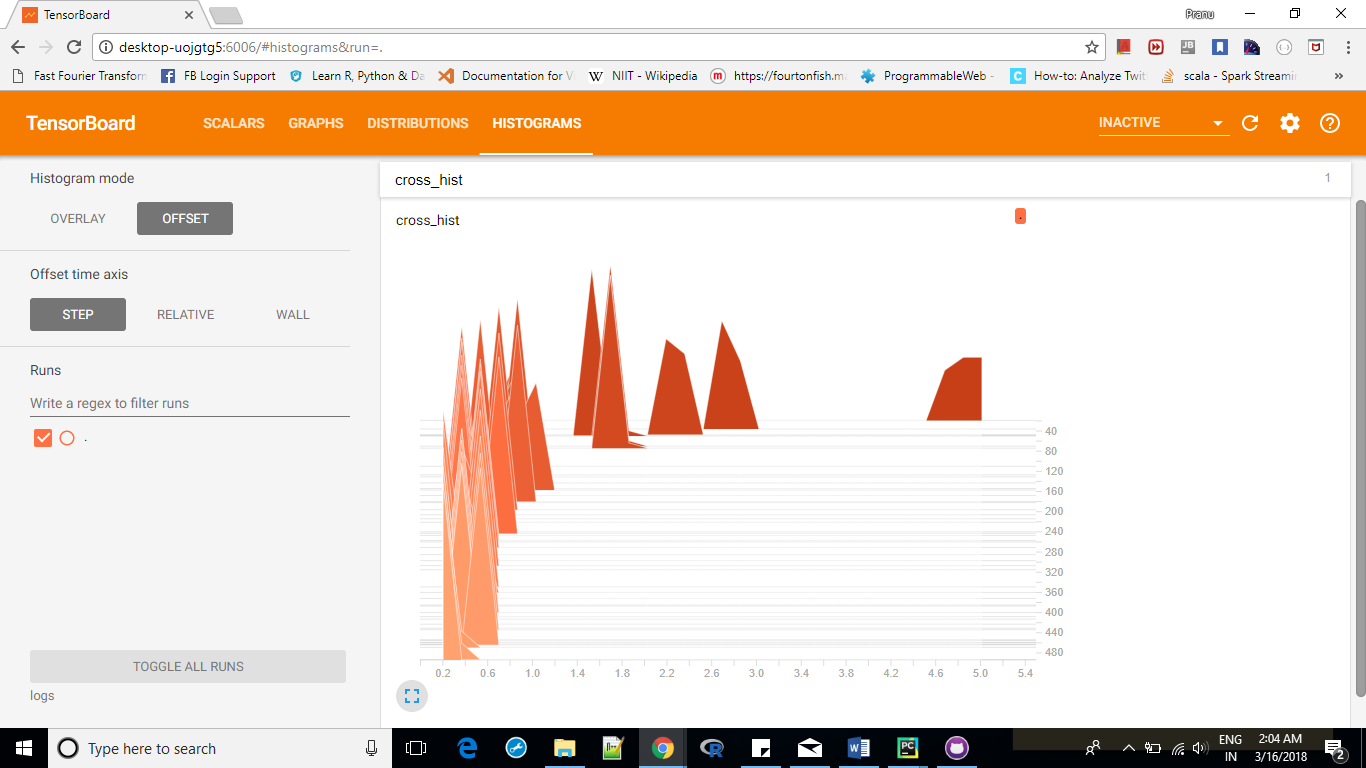 TensorBoard
Pranu
desktop-uojgtg5:6006/#histograms&run=.
Fast Fourier Transform FB Login Support Learn R, Python & Da Documentation for V NIIT - Wikipedia https://fourtonfish.m ProgrammableWeb - How-to: Analyze Twit scala - Spark Streami »
TensorBoard SCALARS GRAPHS DISTRIBUTIONS HISTOGRAMS INACTIVE
Histogram mode
OVERLAY OFFSET
Offset time axis
STEP RELATIVE WALL
Runs
Write a regex to filter runs
.
TOGGLE ALL RUNS
logs
cross_hist 1
cross_hist .
40
80
120
160
200
240
280
320
360
400
440
480
0.2 0.6 1.0 1.4 1.8 2.2 2.6 3.0 3.4 3.8 4.2 4.6 5.0 5.4
Type here to search
ENG 2:04 AM
IN 3/16/2018 2